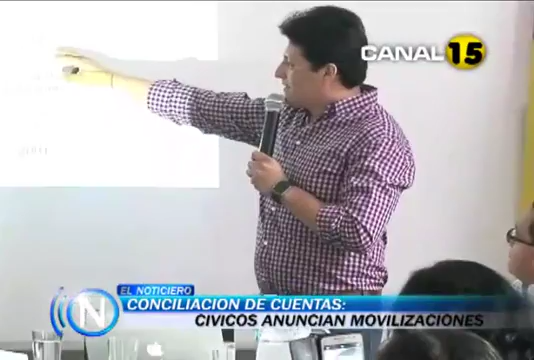 CANAL 15
EL NOTICIERO
N
CONCILIACION DE CUENTAS:
CIVICOS ANUNCIAN MOVILIZACIONES